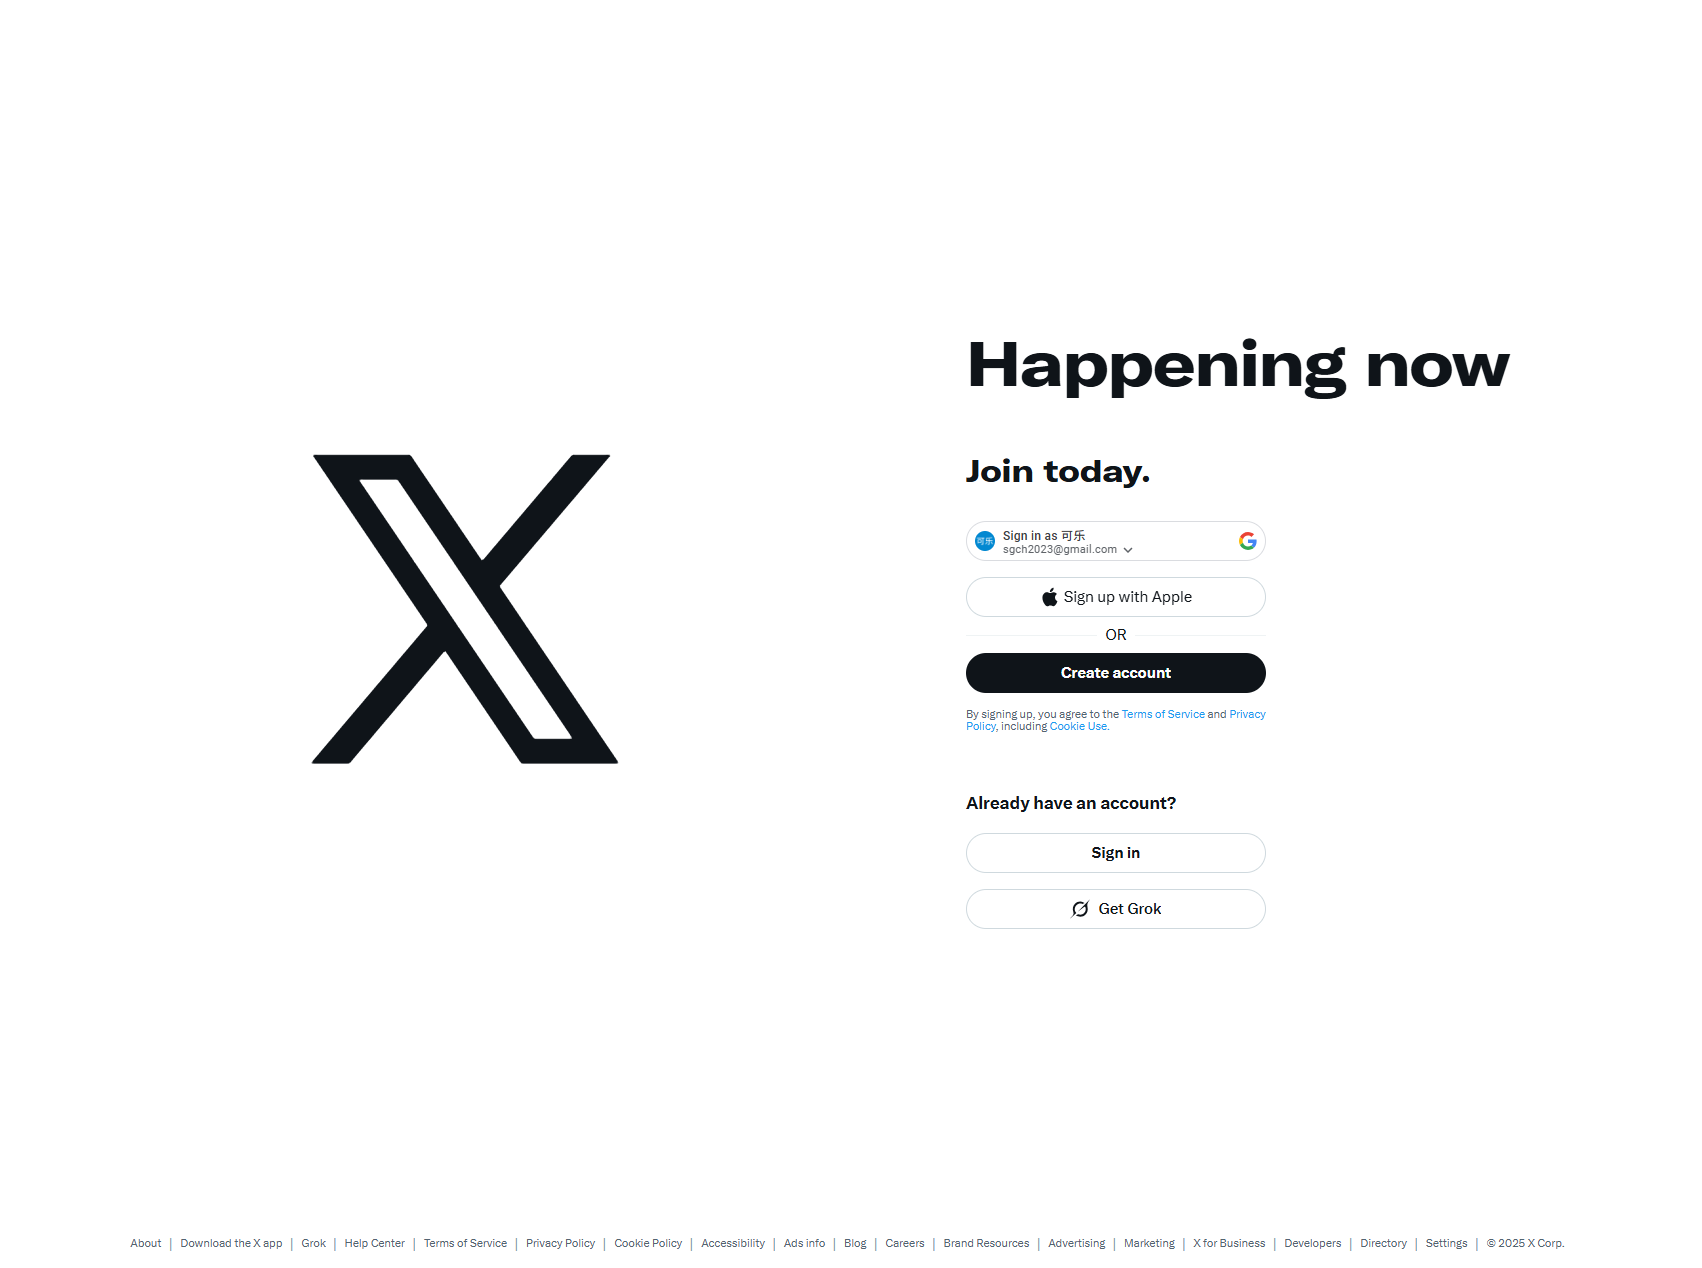 Happening now
Join today.
可乐
Sign in as 可乐
sgch2023@gmail.com
Sign up with Apple
OR
Create account
By signing up, you agree to the Terms of Service and Privacy
Policy, including Cookie Use.
Already have an account?
Sign in
Get Grok
About | Download the X app | Grok | Help Center | Terms of Service | Privacy Policy | Cookie Policy | Accessibility | Ads info | Blog | Careers | Brand Resources | Advertising | Marketing | X for Business | Developers | Directory | Settings | © 2025 X Corp.